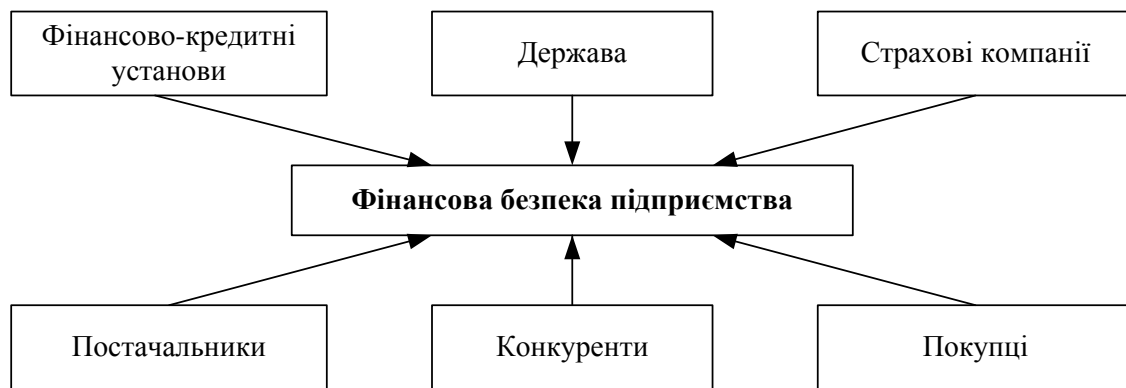 Фінансово-кредитні
установи
Держава
Страхові компанії
Фінансова безпека підприємства
Постачальники
Конкуренти
Покупці